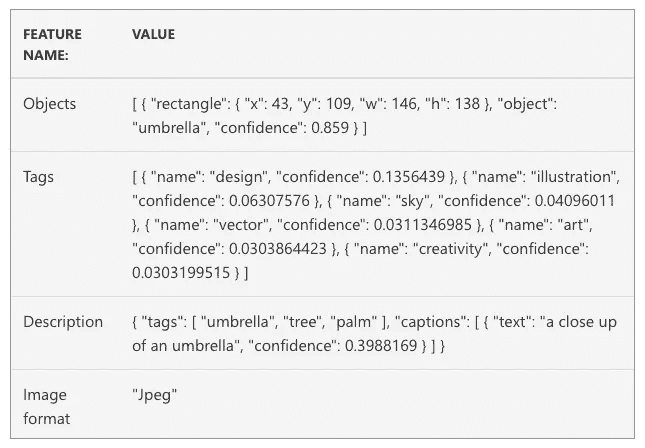 FEATURE VALUE
NAME:
Objects [ { "rectangle": { "x": 43, "y": 109, "w": 146, "h": 138 }, "object":
"umbrella", "confidence": 0.859 } ]
Tags [ { "name": "design", "confidence": 0.1356439 }, { "name": "illustration",
"confidence": 0.06307576 }, { "name": "sky", "confidence": 0.04096011
}, { "name": "vector", "confidence": 0.0311346985 }, { "name": "art",
"confidence": 0.0303864423 }, { "name": "creativity", "confidence":
0.0303199515 } ]
Description { "tags": [ "umbrella", "tree", "palm" ], "captions": [ { "text": "a close up
of an umbrella", "confidence": 0.3988169 } ] }
Image "Jpeg"
format